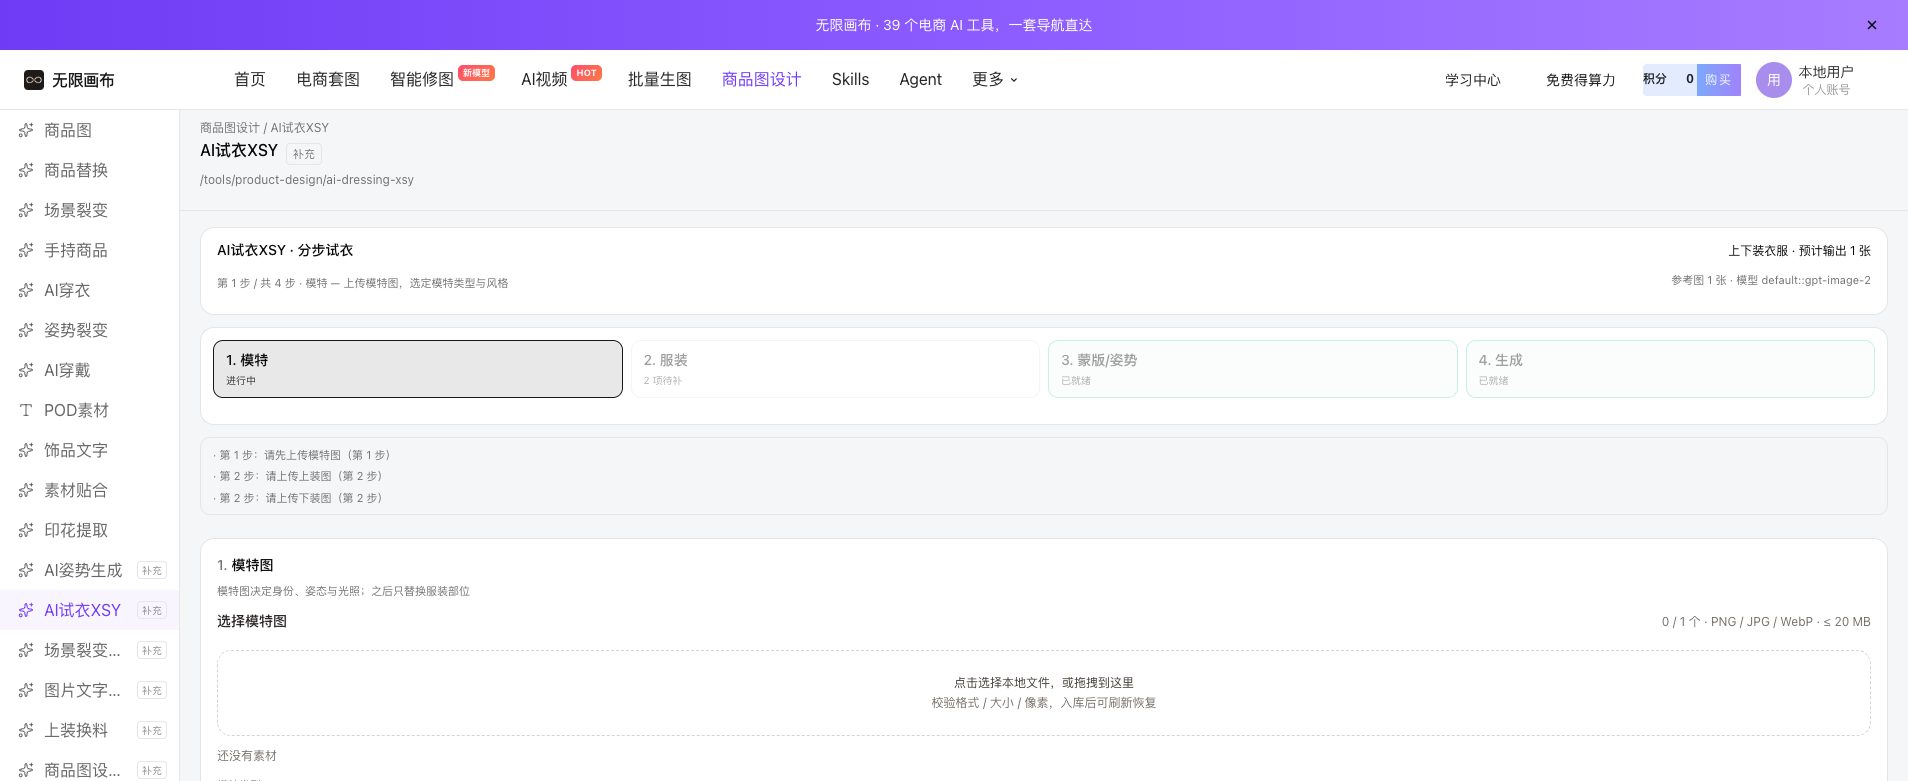 无限画布 · 39 个电商 AI 工具，一套导航直达
×
无限画布
首页
电商套图
智能修图 新模型
AI视频 HOT
批量生图
商品图设计
Skills
Agent
更多
学习中心
免费得算力
积分 0 购买
用
本地用户
个人账号
商品图
商品替换
场景裂变
手持商品
AI穿衣
姿势裂变
AI穿戴
POD素材
饰品文字
素材贴合
印花提取
AI姿势生成 补充
AI试衣XSY 补充
场景裂变... 补充
图片文字... 补充
上装换料 补充
商品图设... 补充
商品图设计 / AI试衣XSY
AI试衣XSY 补充
/tools/product-design/ai-dressing-xsy
AI试衣XSY · 分步试衣
上下装衣服 · 预计输出 1 张
第 1 步 / 共 4 步 · 模特 — 上传模特图，选定模特类型与风格
参考图 1 张 · 模型 default::gpt-image-2
1. 模特
进行中
2. 服装
2 项待补
3. 蒙版/姿势
已就绪
4. 生成
已就绪
· 第 1 步：请先上传模特图（第 1 步）
· 第 2 步：请上传上装图（第 2 步）
· 第 2 步：请上传下装图（第 2 步）
1. 模特图
模特图决定身份、姿态与光照；之后只替换服装部位
选择模特图
0 / 1 个 · PNG / JPG / WebP · ≤ 20 MB
点击选择本地文件，或拖拽到这里
校验格式 / 大小 / 像素，入库后可刷新恢复
还没有素材